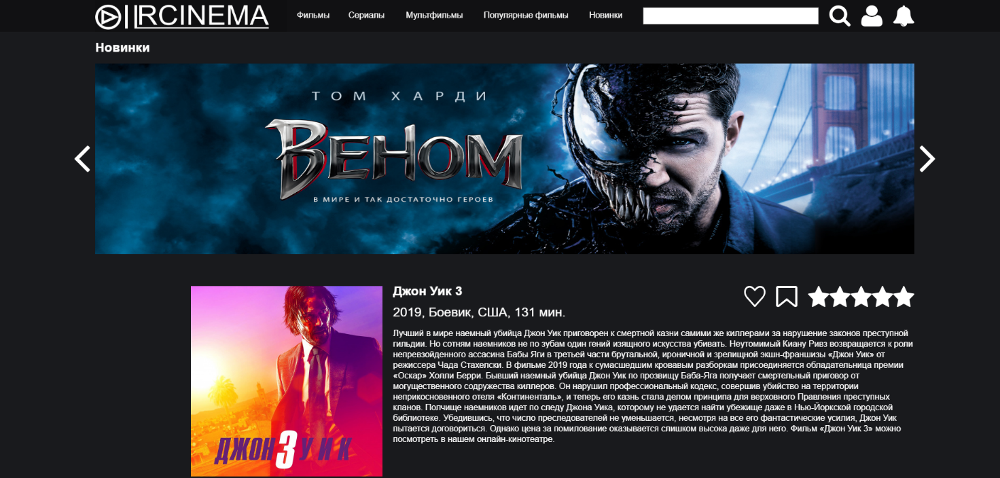 IRCINEMA
Фильмы Сериалы Мультфильмы Популярные фильмы Новинки
Новинки
ТОМ ХАРДИ
ВЕНОМ
В МИРЕ И ТАК ДОСТАТОЧНО ГЕРОЕВ
Джон Уик 3
2019, Боевик, США, 131 мин.
Лучший в мире наемный убийца Джон Уик приговорен к смертной казни самими же киллерами за нарушение законов преступной
гильдии. Но сотням наемников не по зубам один гений изящного искусства убивать. Неутомимый Киану Ривз возвращается к роли
непревзойденного ассасина Бабы Яги в третьей части брутальной, ироничной и зрелищной экшн-франшизы «Джон Уик» от
режиссера Чада Стахелски. В фильме 2019 года к сумасшедшим кровавым разборкам присоединяется обладательница премии
«Оскар» Холли Берри. Бывший наемный убийца Джон Уик по прозвищу Баба-Яга получает смертельный приговор от
могущественного содружества киллеров. Он нарушил профессиональный кодекс, совершив убийство на территории
неприкосновенного отеля «Континенталь», и теперь его казнь стала делом принципа для верховного Правления преступных
кланов. Полчище наемников идет по следу Джона Уика, которому не удается найти убежище даже в Нью-Йоркской городской
библиотеке. Убедившись, что число преследователей не уменьшается, несмотря на все его фантастические усилия, Джон Уик
пытается договориться. Однако цена за помилование оказывается слишком высока даже для него. Фильм «Джон Уик 3» можно
посмотреть в нашем онлайн-кинотеатре.
ДЖОН 3 УИК